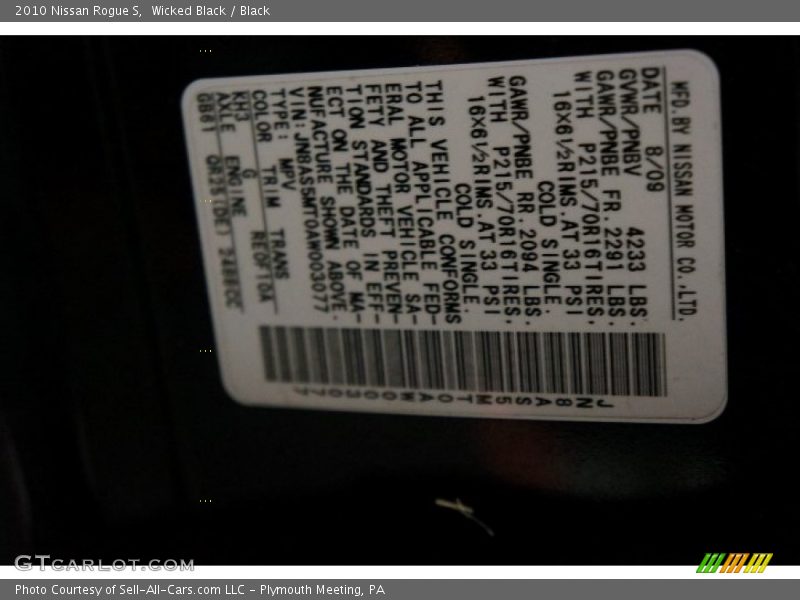 2010 Nissan Rogue S,  Wicked Black / Black
MFD.BY NISSAN MOTOR CO.,LTD.
DATE 8/09
GVWR/PNBV 4233 LBS.
GAWR/PNBE FR. 2291 LBS.
WITH P215/70R16 TIRES,
16X6½RIMS.AT 33 PSI
COLD SINGLE.
GAWR/PNBE RR. 2094 LBS.
WITH P215/70R16TIRES,
16X6½RIMS.AT 33 PSI
COLD SINGLE.
THIS VEHICLE CONFORMS
TO ALL APPLICABLE FED-
ERAL MOTOR VEHICLE SA-
FETY AND THEFT PREVEN-
TION STANDARDS IN EFF-
ECT ON THE DATE OF MA-
NUFACTURE SHOWN ABOVE.
VIN:JN8AS5MT0AW003077
TYPE: MPV
COLOR TRIM TRANS
KH3 G RE0F10A
AXLE ENGINE
GB61
JN8AS5MT0AW003077
GTCARLOT.COM
Photo Courtesy of Sell-All-Cars.com LLC - Plymouth Meeting, PA